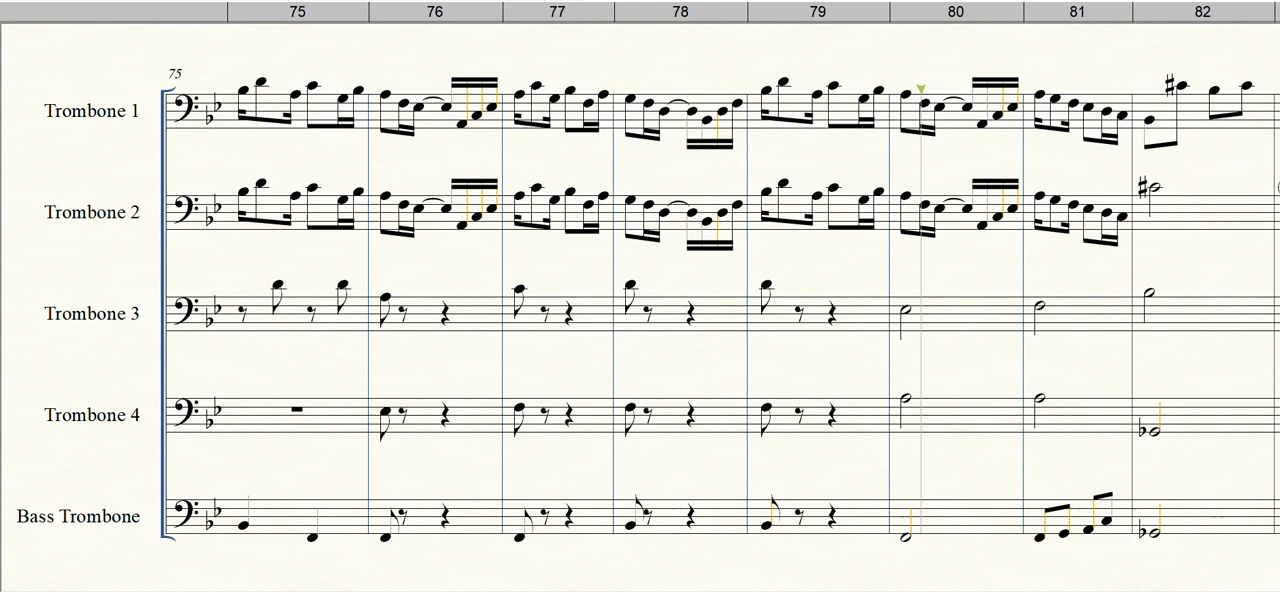 75 76 77 78 79 80 81 82
75
Trombone 1
Trombone 2
Trombone 3
Trombone 4
Bass Trombone